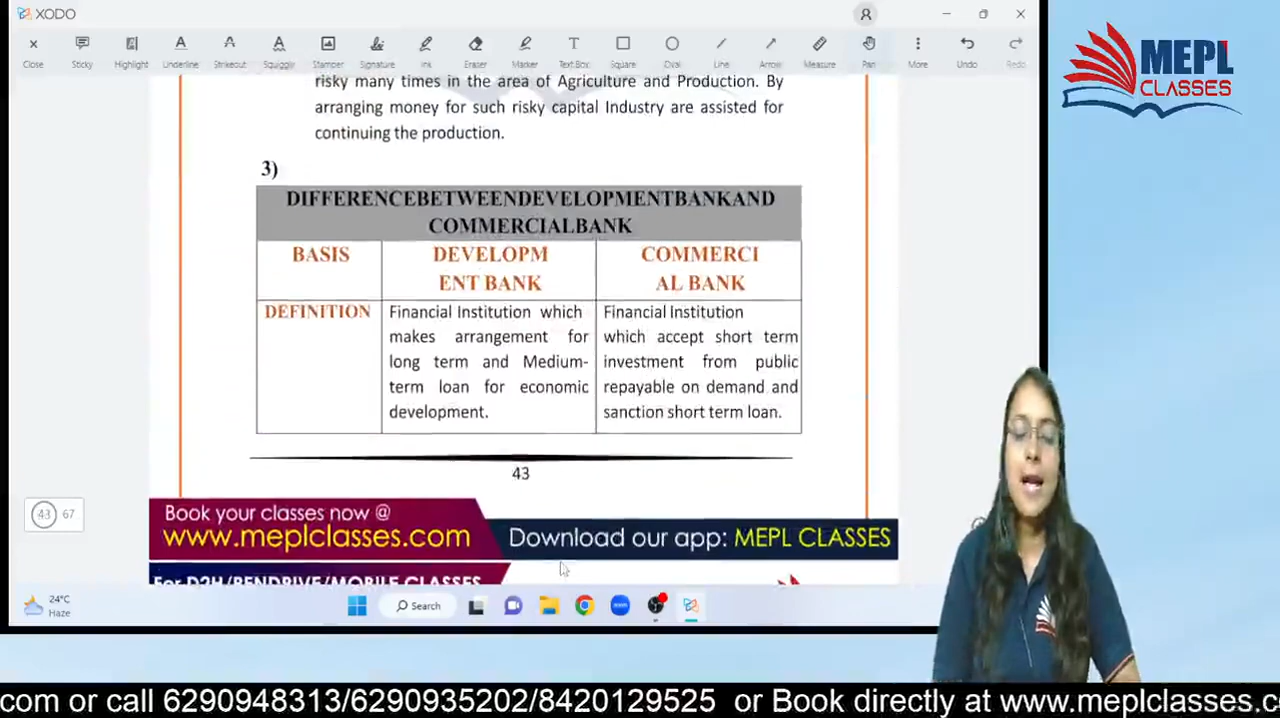 XODO
Close
Sticky
Highlight
Underline
Strikeout
Squiggly
Stamper
Signature
Ink
Eraser
Marker
Text Box
Square
Oval
Line
Arrow
Measure
Pan
More
Undo
Redo
MEPL
CLASSES
risky many times in the area of Agriculture and Production. By
arranging money for such risky capital Industry are assisted for
continuing the production.
3)
DIFFERENCEBETWEENDEVELOPMENTBANKAND
COMMERCIALBANK
BASIS
DEVELOPM
ENT BANK
COMMERCI
AL BANK
DEFINITION
Financial Institution which
makes arrangement for
long term and Medium-
term loan for economic
development.
Financial Institution
which accept short term
investment from public
repayable on demand and
sanction short term loan.
43
43 67
Book your classes now @
www.meplclasses.com
Download our app: MEPL CLASSES
For D2H/PENDRIVE/MOBILE CLASSES
24°C
Haze
Search
com or call 6290948313/6290935202/8420129525 or Book directly at www.meplclasses.c